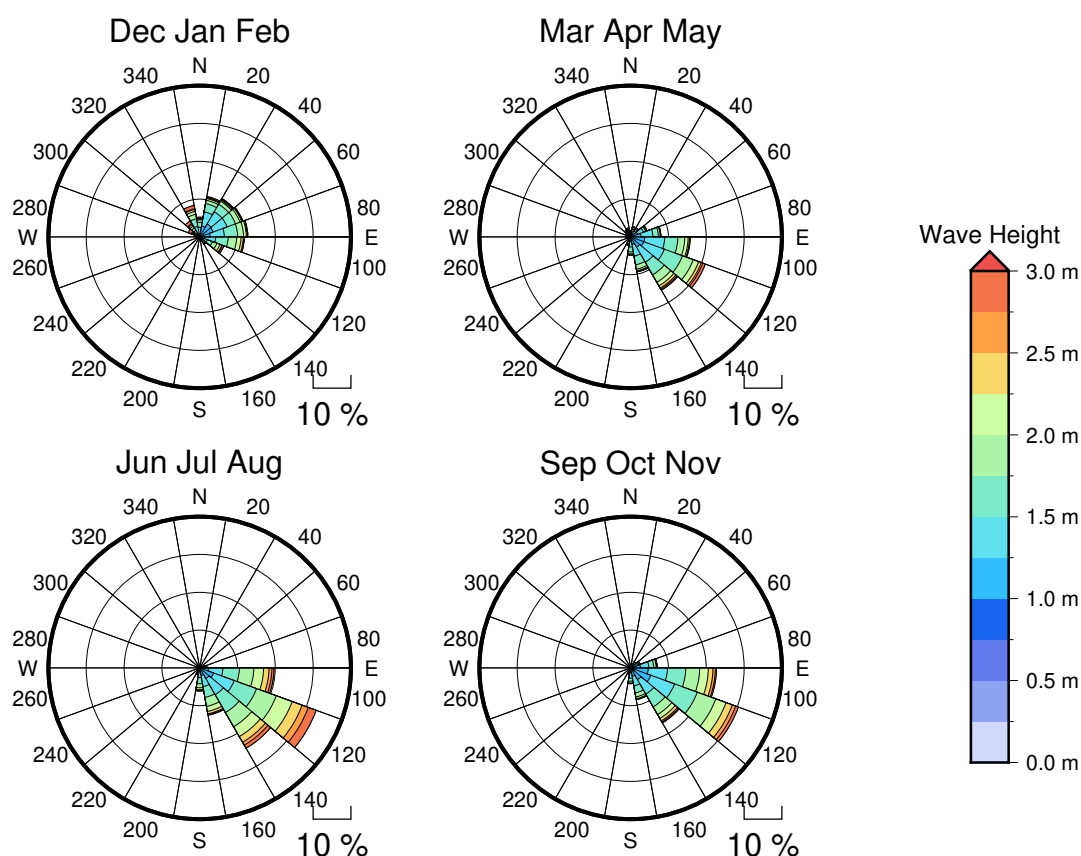 Dec Jan Feb
N
20
40
60
80
E
100
120
140
160
S
200
220
240
260
W
280
300
320
340
10 %
Mar Apr May
N
20
40
60
80
E
100
120
140
160
S
200
220
240
260
W
280
300
320
340
10 %
Jun Jul Aug
N
20
40
60
80
E
100
120
140
160
S
200
220
240
260
W
280
300
320
340
10 %
Sep Oct Nov
N
20
40
60
80
E
100
120
140
160
S
200
220
240
260
W
280
300
320
340
10 %
Wave Height
3.0 m
2.5 m
2.0 m
1.5 m
1.0 m
0.5 m
0.0 m